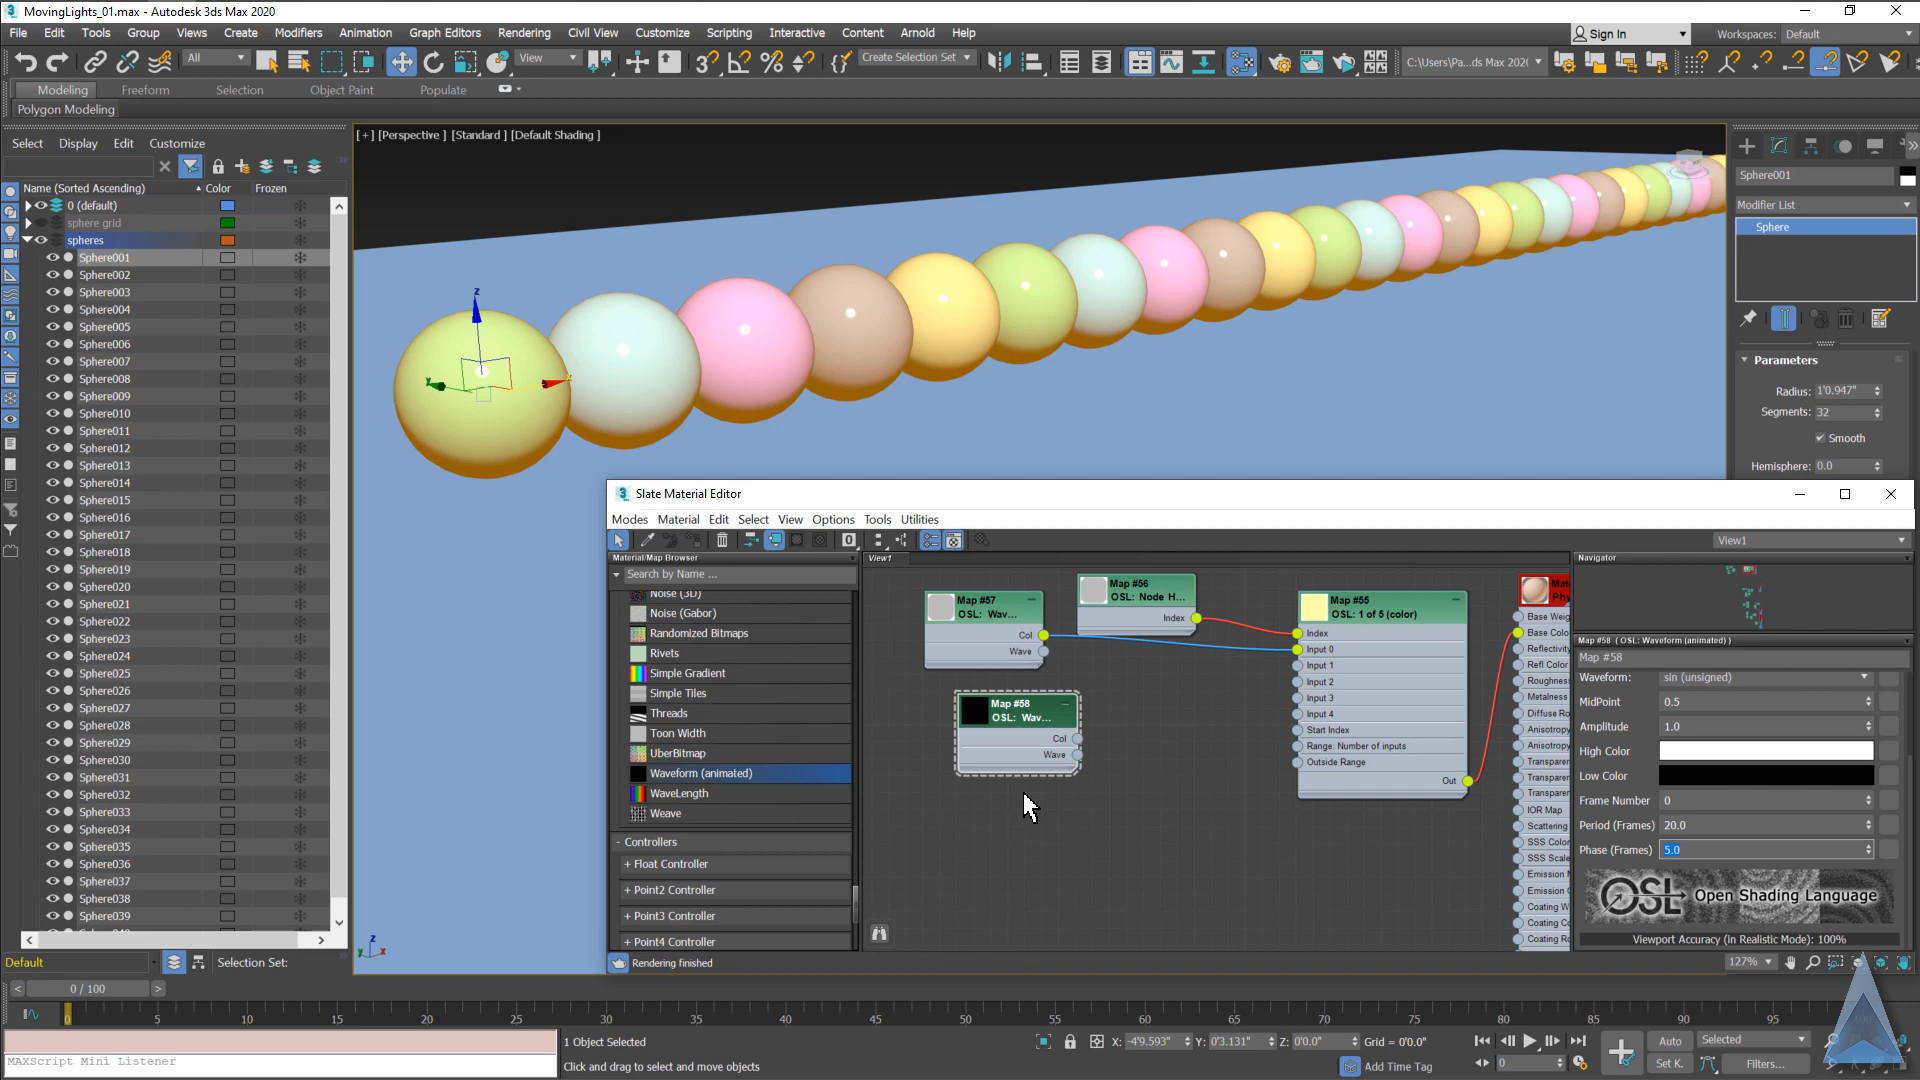 MovingLights_01.max - Autodesk 3ds Max 2020
File Edit Tools Group Views Create Modifiers Animation Graph Editors Rendering Civil View Customize Scripting Interactive Content Arnold Help
Sign In Workspaces: Default
All View Create Selection Set C:\Users\Pa...ds Max 202(
Modeling Freeform Selection Object Paint Populate
Polygon Modeling
Select Display Edit Customize
[+] [Perspective ] [Standard ] [Default Shading ]
Name (Sorted Ascending) Color Frozen
0 (default)
sphere grid
spheres
Sphere001
Sphere002
Sphere003
Sphere004
Sphere005
Sphere006
Sphere007
Sphere008
Sphere009
Sphere010
Sphere011
Sphere012
Sphere013
Sphere014
Sphere015
Sphere016
Sphere017
Sphere018
Sphere019
Sphere020
Sphere021
Sphere022
Sphere023
Sphere024
Sphere025
Sphere026
Sphere027
Sphere028
Sphere029
Sphere030
Sphere031
Sphere032
Sphere033
Sphere034
Sphere035
Sphere036
Sphere037
Sphere038
Sphere039
Default Selection Set:
z
y
x
z
y
x
Sphere001
Modifier List
Sphere
Parameters
Radius: 1'0.947"
Segments: 32
Smooth
Hemisphere: 0.0
Slate Material Editor
Modes Material Edit Select View Options Tools Utilities
View1
Material/Map Browser
Search by Name ...
Noise (3D)
Noise (Gabor)
Randomized Bitmaps
Rivets
Simple Gradient
Simple Tiles
Threads
Toon Width
UberBitmap
Waveform (animated)
WaveLength
Weave
- Controllers
+ Float Controller
+ Point2 Controller
+ Point3 Controller
+ Point4 Controller
Rendering finished
View1
Map #57
OSL: Wav...
Col
Wave
Map #56
OSL: Node H...
Index
Map #58
OSL: Wav...
Col
Wave
Map #55
OSL: 1 of 5 (color)
Index
Input 0
Input 1
Input 2
Input 3
Input 4
Start Index
Range: Number of inputs
Outside Range
Out
Mat
Phy
Base Weig
Base Colo
Reflectivity
Refl Color
Roughness
Metalness
Diffuse Ro
Anisotropy
Anisotropy
Transpare
Transpare
Transpare
IOR Map
Scattering
SSS Color
SSS Scale
Emission
Emission C
Coating W
Coating Co
Coating Ro
Navigator
Map #58 ( OSL: Waveform (animated) )
Map #58
Waveform: sin (unsigned)
MidPoint 0.5
Amplitude 1.0
High Color
Low Color
Frame Number 0
Period (Frames) 20.0
Phase (Frames) 5.0
OSL Open Shading Language
Viewport Accuracy (in Realistic Mode): 100%
127%
< 0 / 100 >
0 5 10 15 20 25 30 35 40 45 50 55 60 65 70 75 80 85 90 95
MAXScript Mini Listener
1 Object Selected
Click and drag to select and move objects
X: -4'9.593" Y: 0'3.131" Z: 0'0.0" Grid = 0'0.0"
Add Time Tag
0
Auto Selected
Set K. Filters...